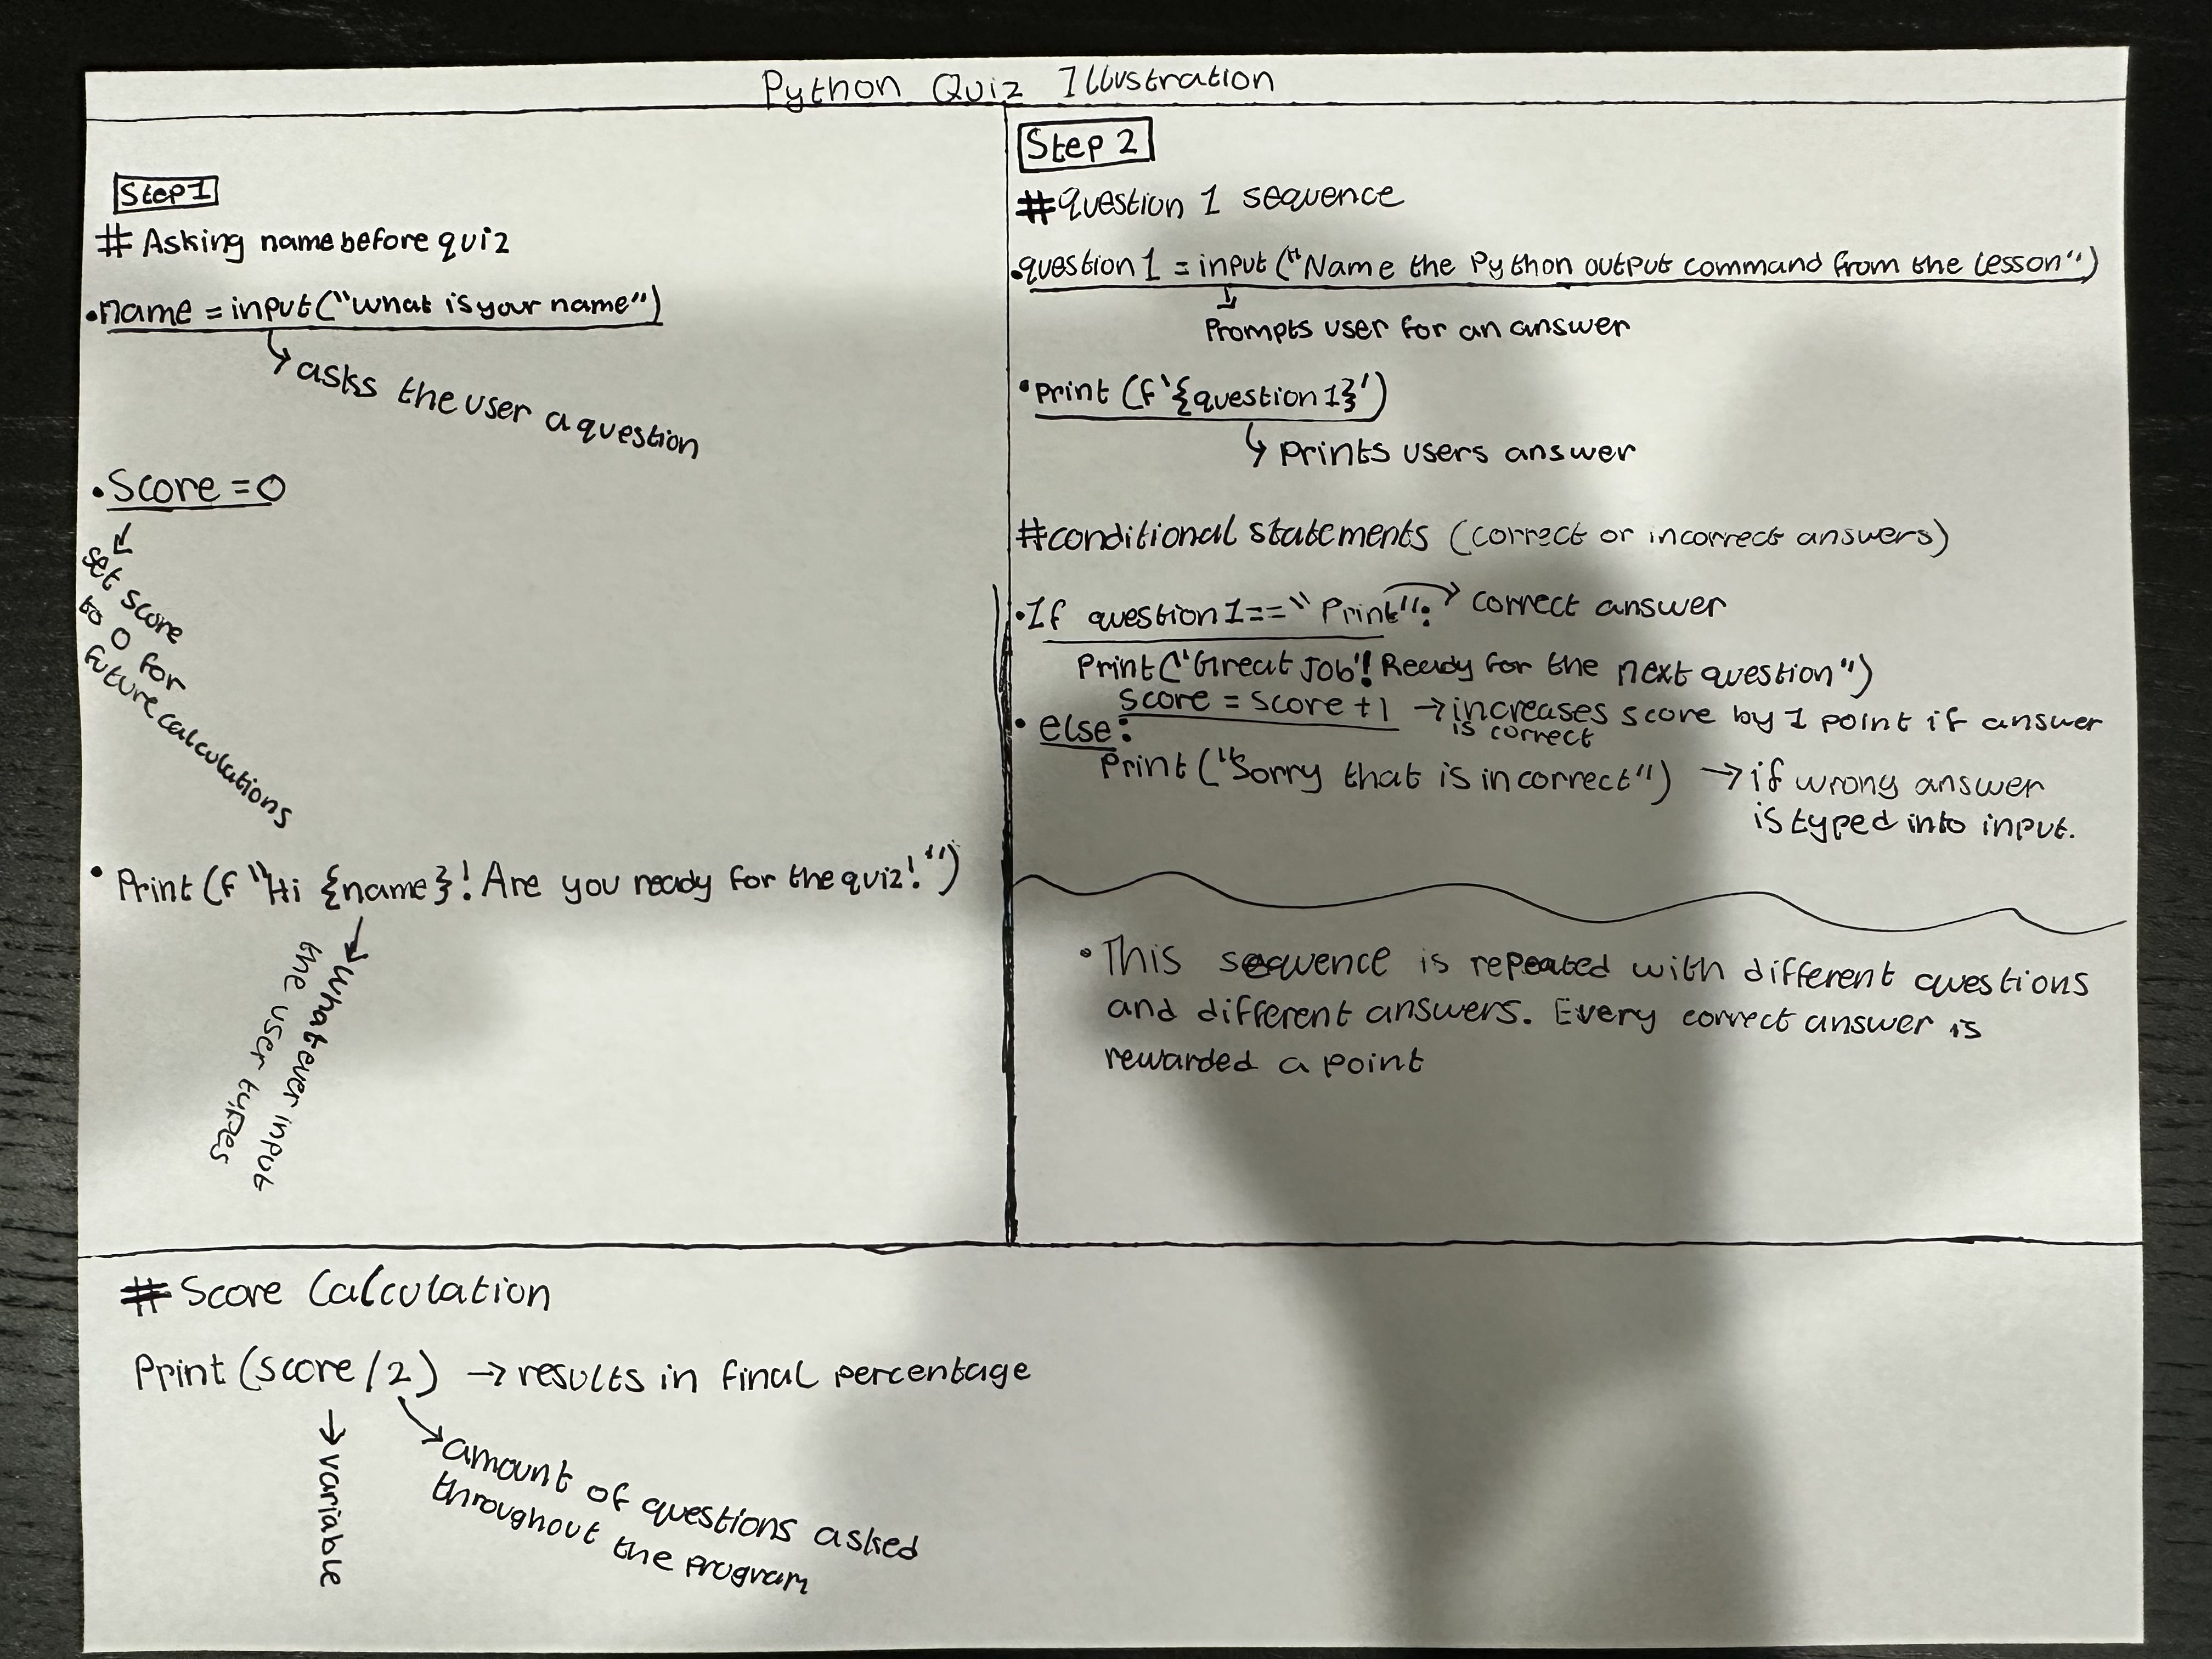 Python Quiz Illustration
Step 1
# Asking name before quiz
•name = input("what is your name")
↳ asks the user a question
•Score = 0
set score
to 0 for
future calculations
•Print(f"Hi {name}! Are you ready for the quiz!")
whatever input
the user types
Step 2
#question 1 sequence
•question1 = input("Name the Python output command from the lesson")
Prompts user for an answer
•print(f'{question1}')
↳ prints users answer
#conditional statements (correct or incorrect answers)
•If question1== "Print": → correct answer
Print("Great Job! Ready for the next question")
score = score +1 → increases score by 1 point if answer
is correct
•else:
Print("Sorry that is incorrect") → if wrong answer
is typed into input.
•This sequence is repeated with different questions
and different answers. Every correct answer is
rewarded a point
#Score Calculation
Print(score/2) → results in final percentage
→ variable
amount of questions asked
throughout the program